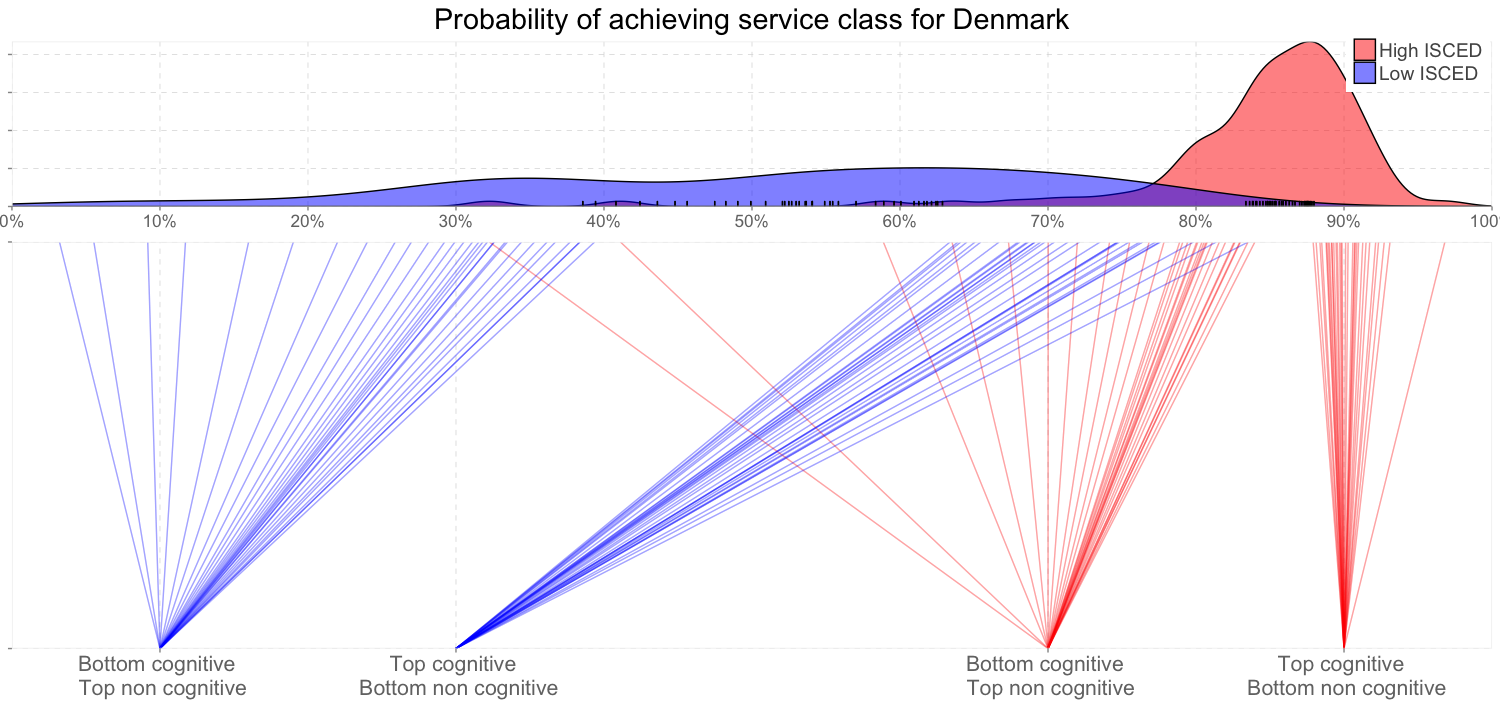 Probability of achieving service class for Denmark
High ISCED
Low ISCED
0% 10% 20% 30% 40% 50% 60% 70% 80% 90% 100%
Bottom cognitive Top cognitive Bottom cognitive Top cognitive
Top non cognitive Bottom non cognitive Top non cognitive Bottom non cognitive